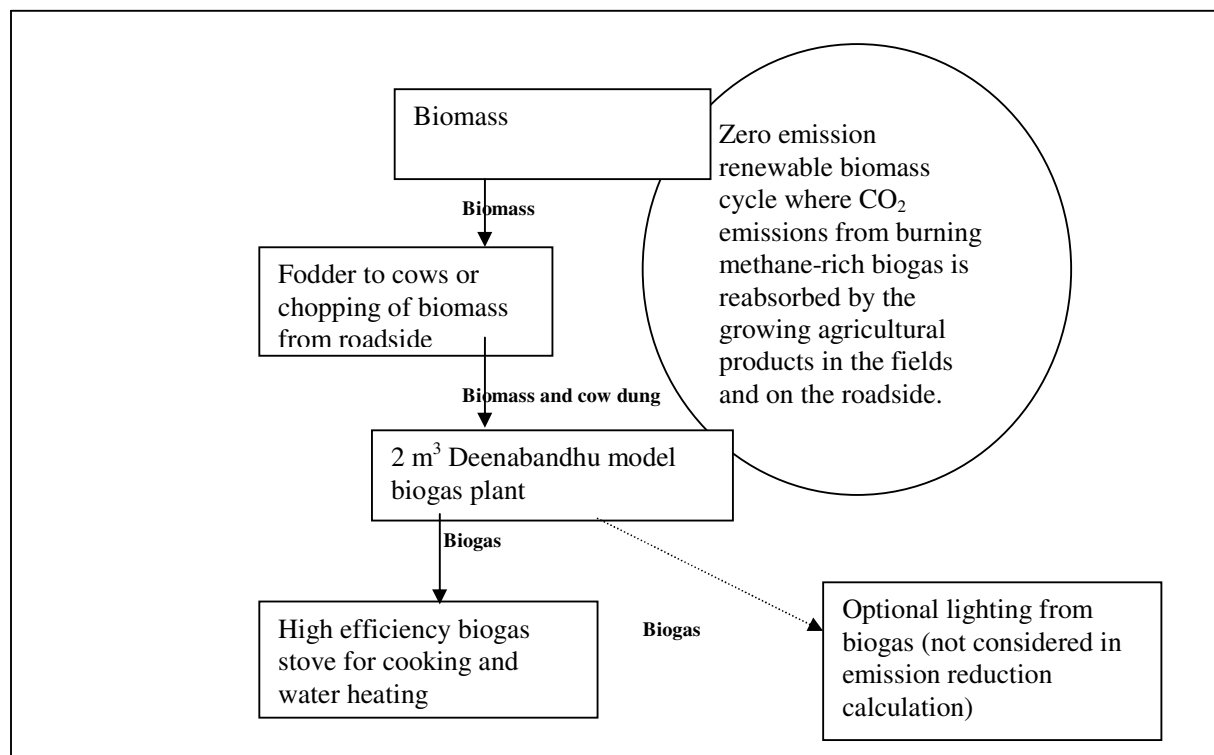 Biomass
Zero emission
renewable biomass
cycle where CO₂
emissions from burning
methane-rich biogas is
reabsorbed by the
growing agricultural
products in the fields
and on the roadside.
Biomass
Fodder to cows or
chopping of biomass
from roadside
Biomass and cow dung
2 m³ Deenabandhu model
biogas plant
Biogas
High efficiency biogas
stove for cooking and
water heating
Biogas
Optional lighting from
biogas (not considered in
emission reduction
calculation)